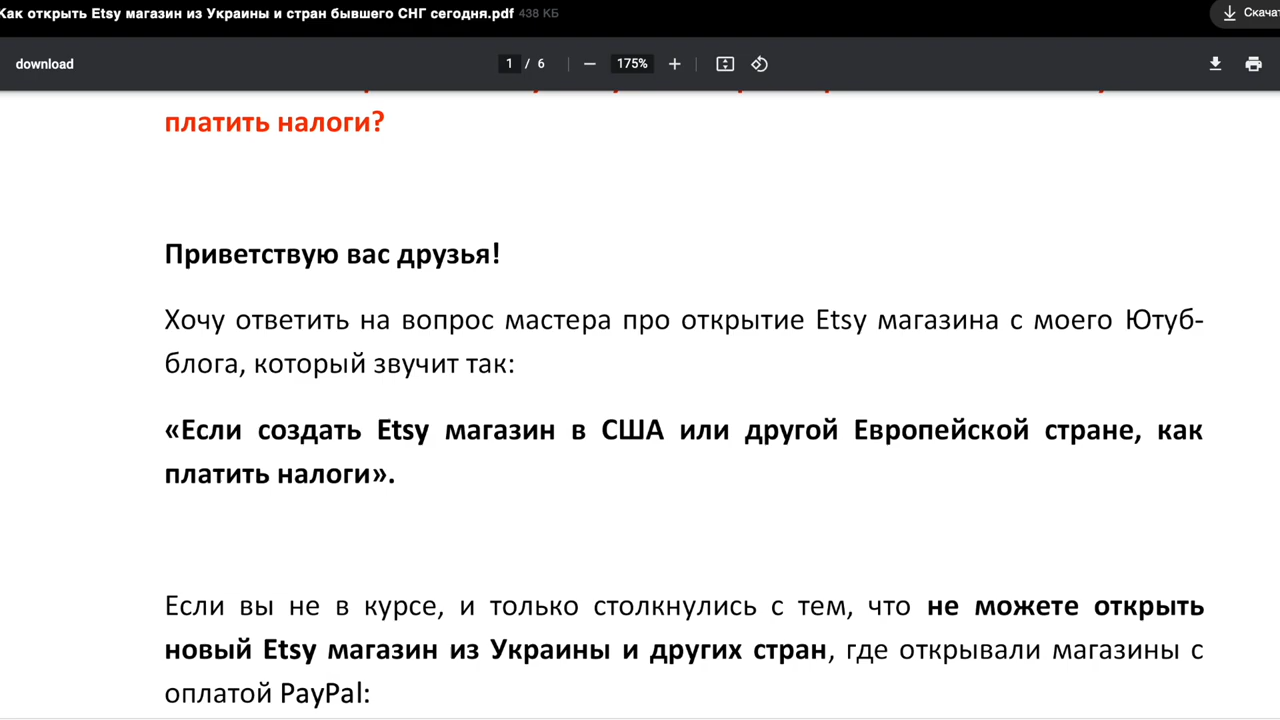 Как открыть Etsy магазин из Украины и стран бывшего СНГ сегодня.pdf 438 КБ
download 1 / 6 175%
платить налоги?
Приветствую вас друзья!
Хочу ответить на вопрос мастера про открытие Etsy магазина с моего Ютуб-
блога, который звучит так:
«Если создать Etsy магазин в США или другой Европейской стране, как
платить налоги».
Если вы не в курсе, и только столкнулись с тем, что не можете открыть
новый Etsy магазин из Украины и других стран, где открывали магазины с
оплатой PayPal: